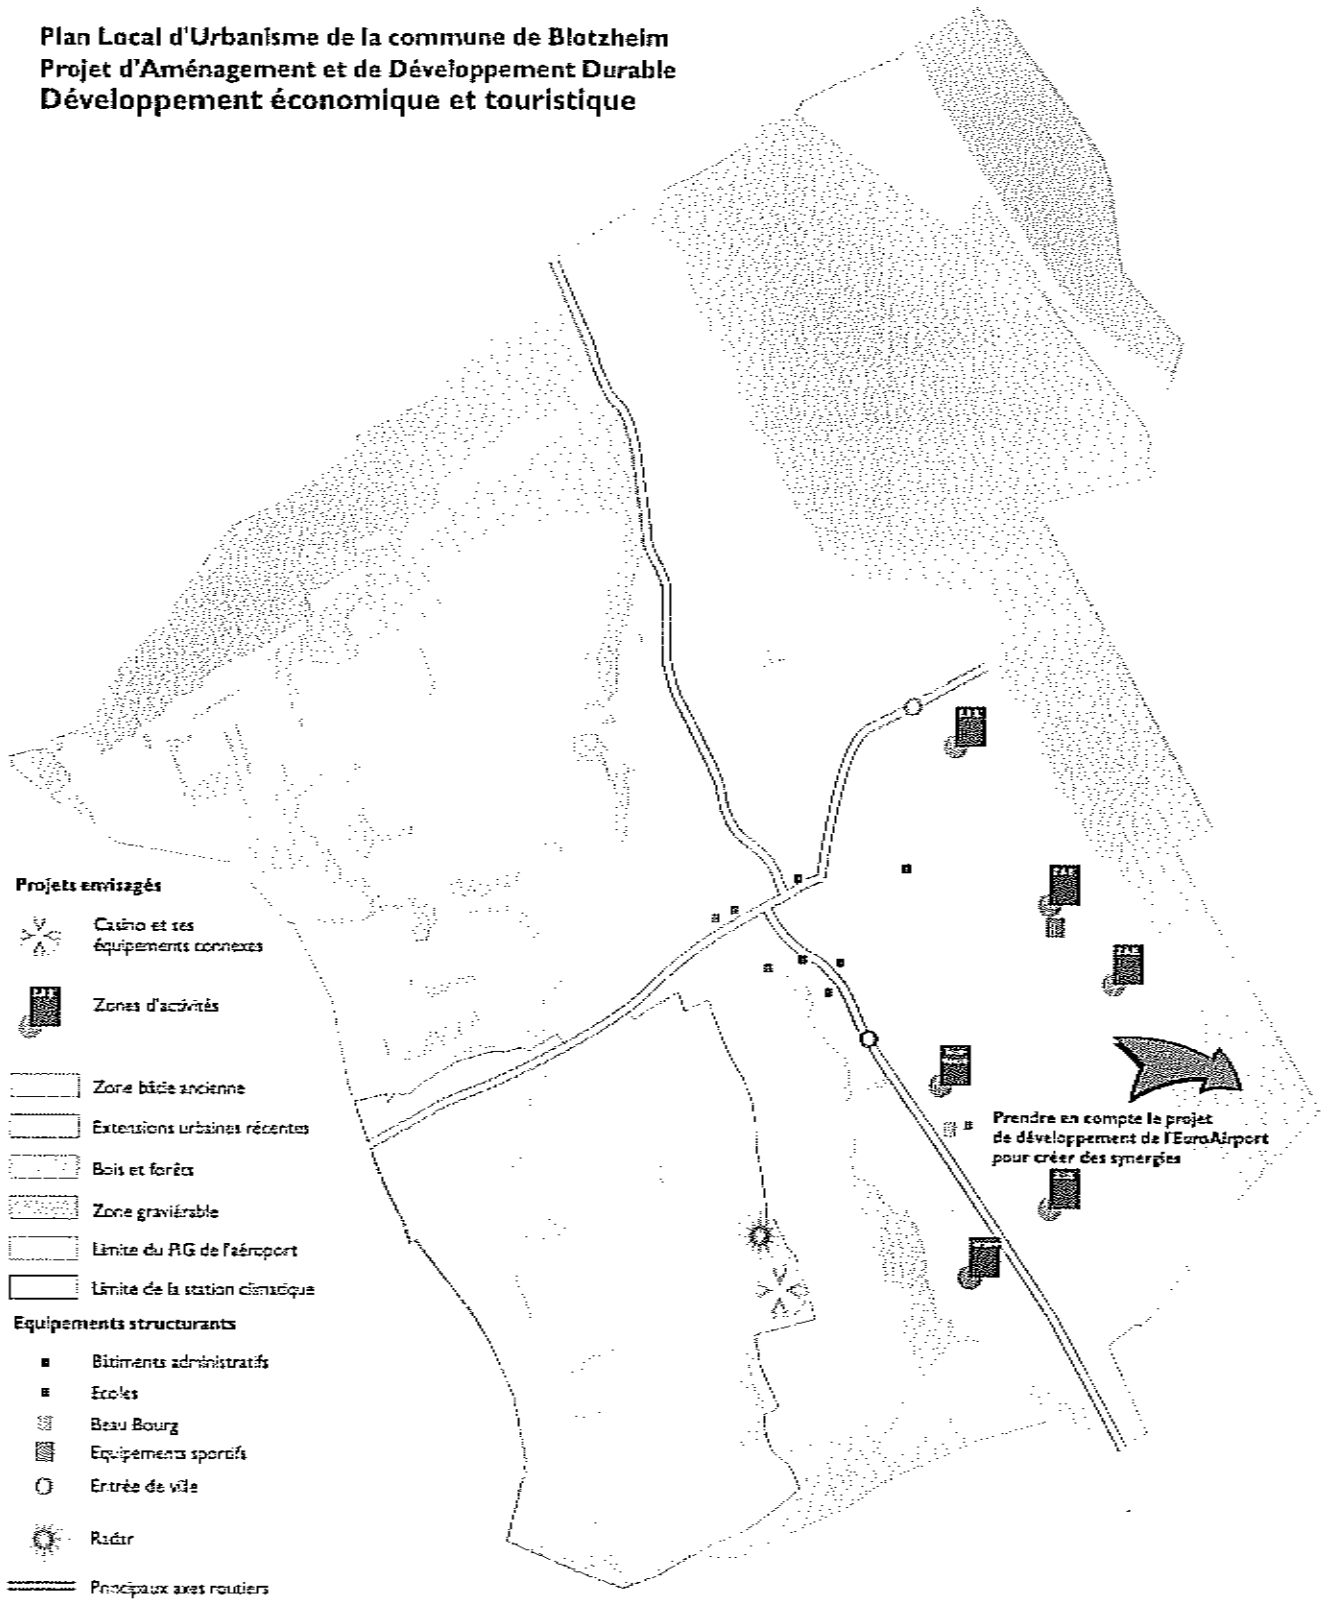 Plan Local d'Urbanisme de la commune de Blotzheim
Projet d'Aménagement et de Développement Durable
Développement économique et touristique
Projets envisagés
Casino et ses
équipements connexes
Zones d'activités
Zone bâtie ancienne
Extensions urbaines récentes
Bois et forêts
Zone graviérable
Limite du PIG de l'aéroport
Limite de la station climatique
Equipements structurants
Bâtiments administratifs
Ecoles
Beau Bourg
Equipements sportifs
Entrée de ville
Radar
Principaux axes routiers
Prendre en compte le projet
de développement de l'EuroAirport
pour créer des synergies